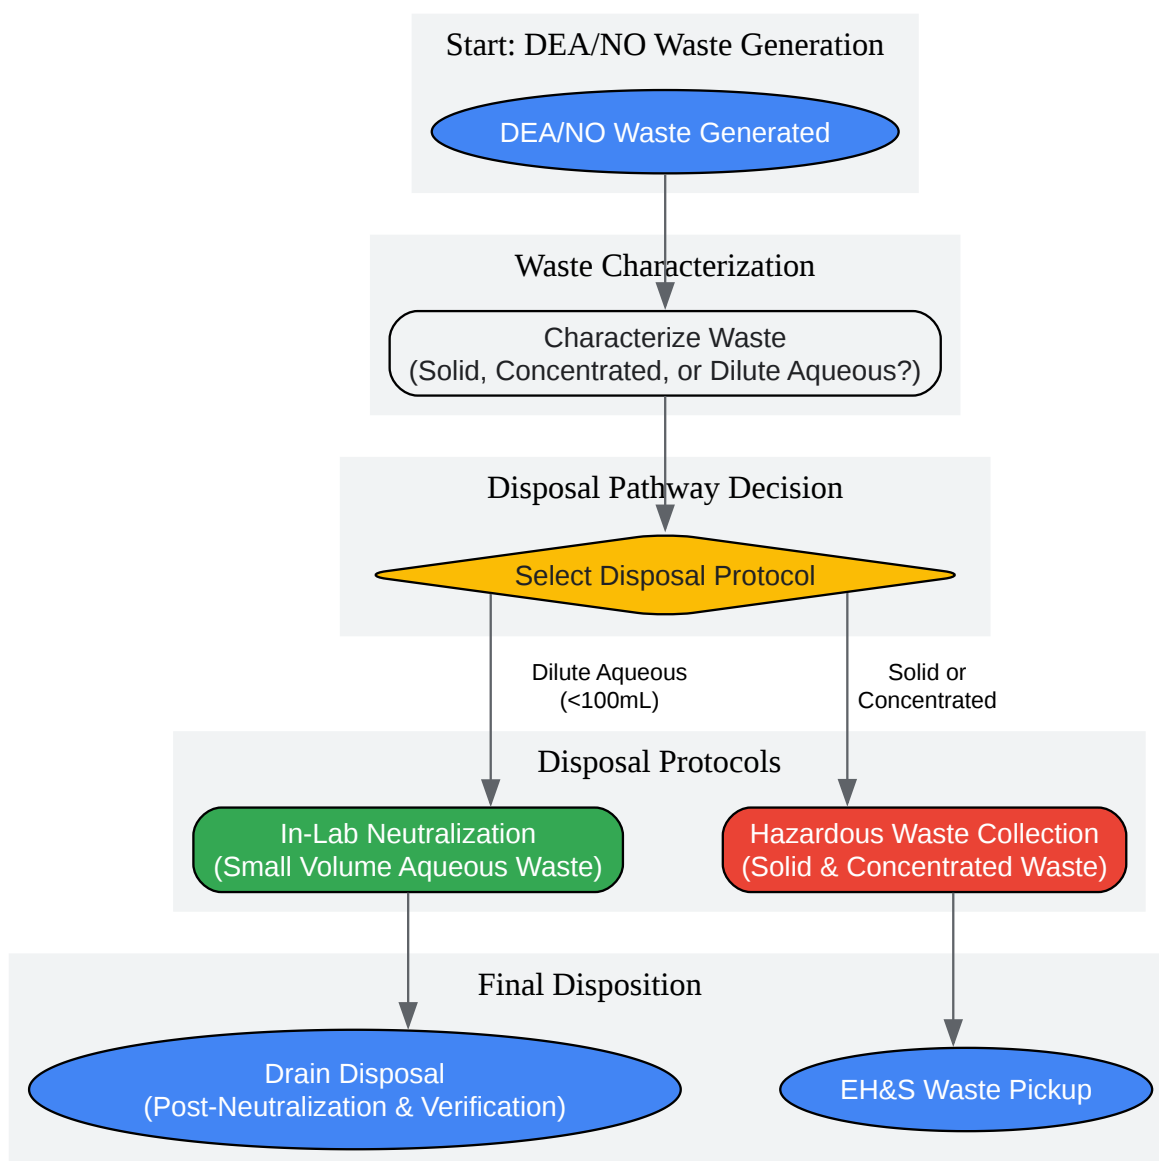 Start: DEA/NO Waste Generation
DEA/NO Waste Generated
Waste Characterization
Characterize Waste
(Solid, Concentrated, or Dilute Aqueous?)
Disposal Pathway Decision
Select Disposal Protocol
Dilute Aqueous
(<100mL)
Solid or
Concentrated
Disposal Protocols
In-Lab Neutralization
(Small Volume Aqueous Waste)
Hazardous Waste Collection
(Solid & Concentrated Waste)
Final Disposition
Drain Disposal
(Post-Neutralization & Verification)
EH&S Waste Pickup